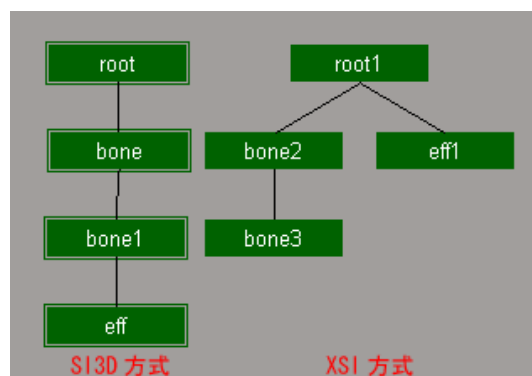 root
bone
bone1
eff
SI3D 方式
root1
bone2
eff1
bone3
XSI 方式